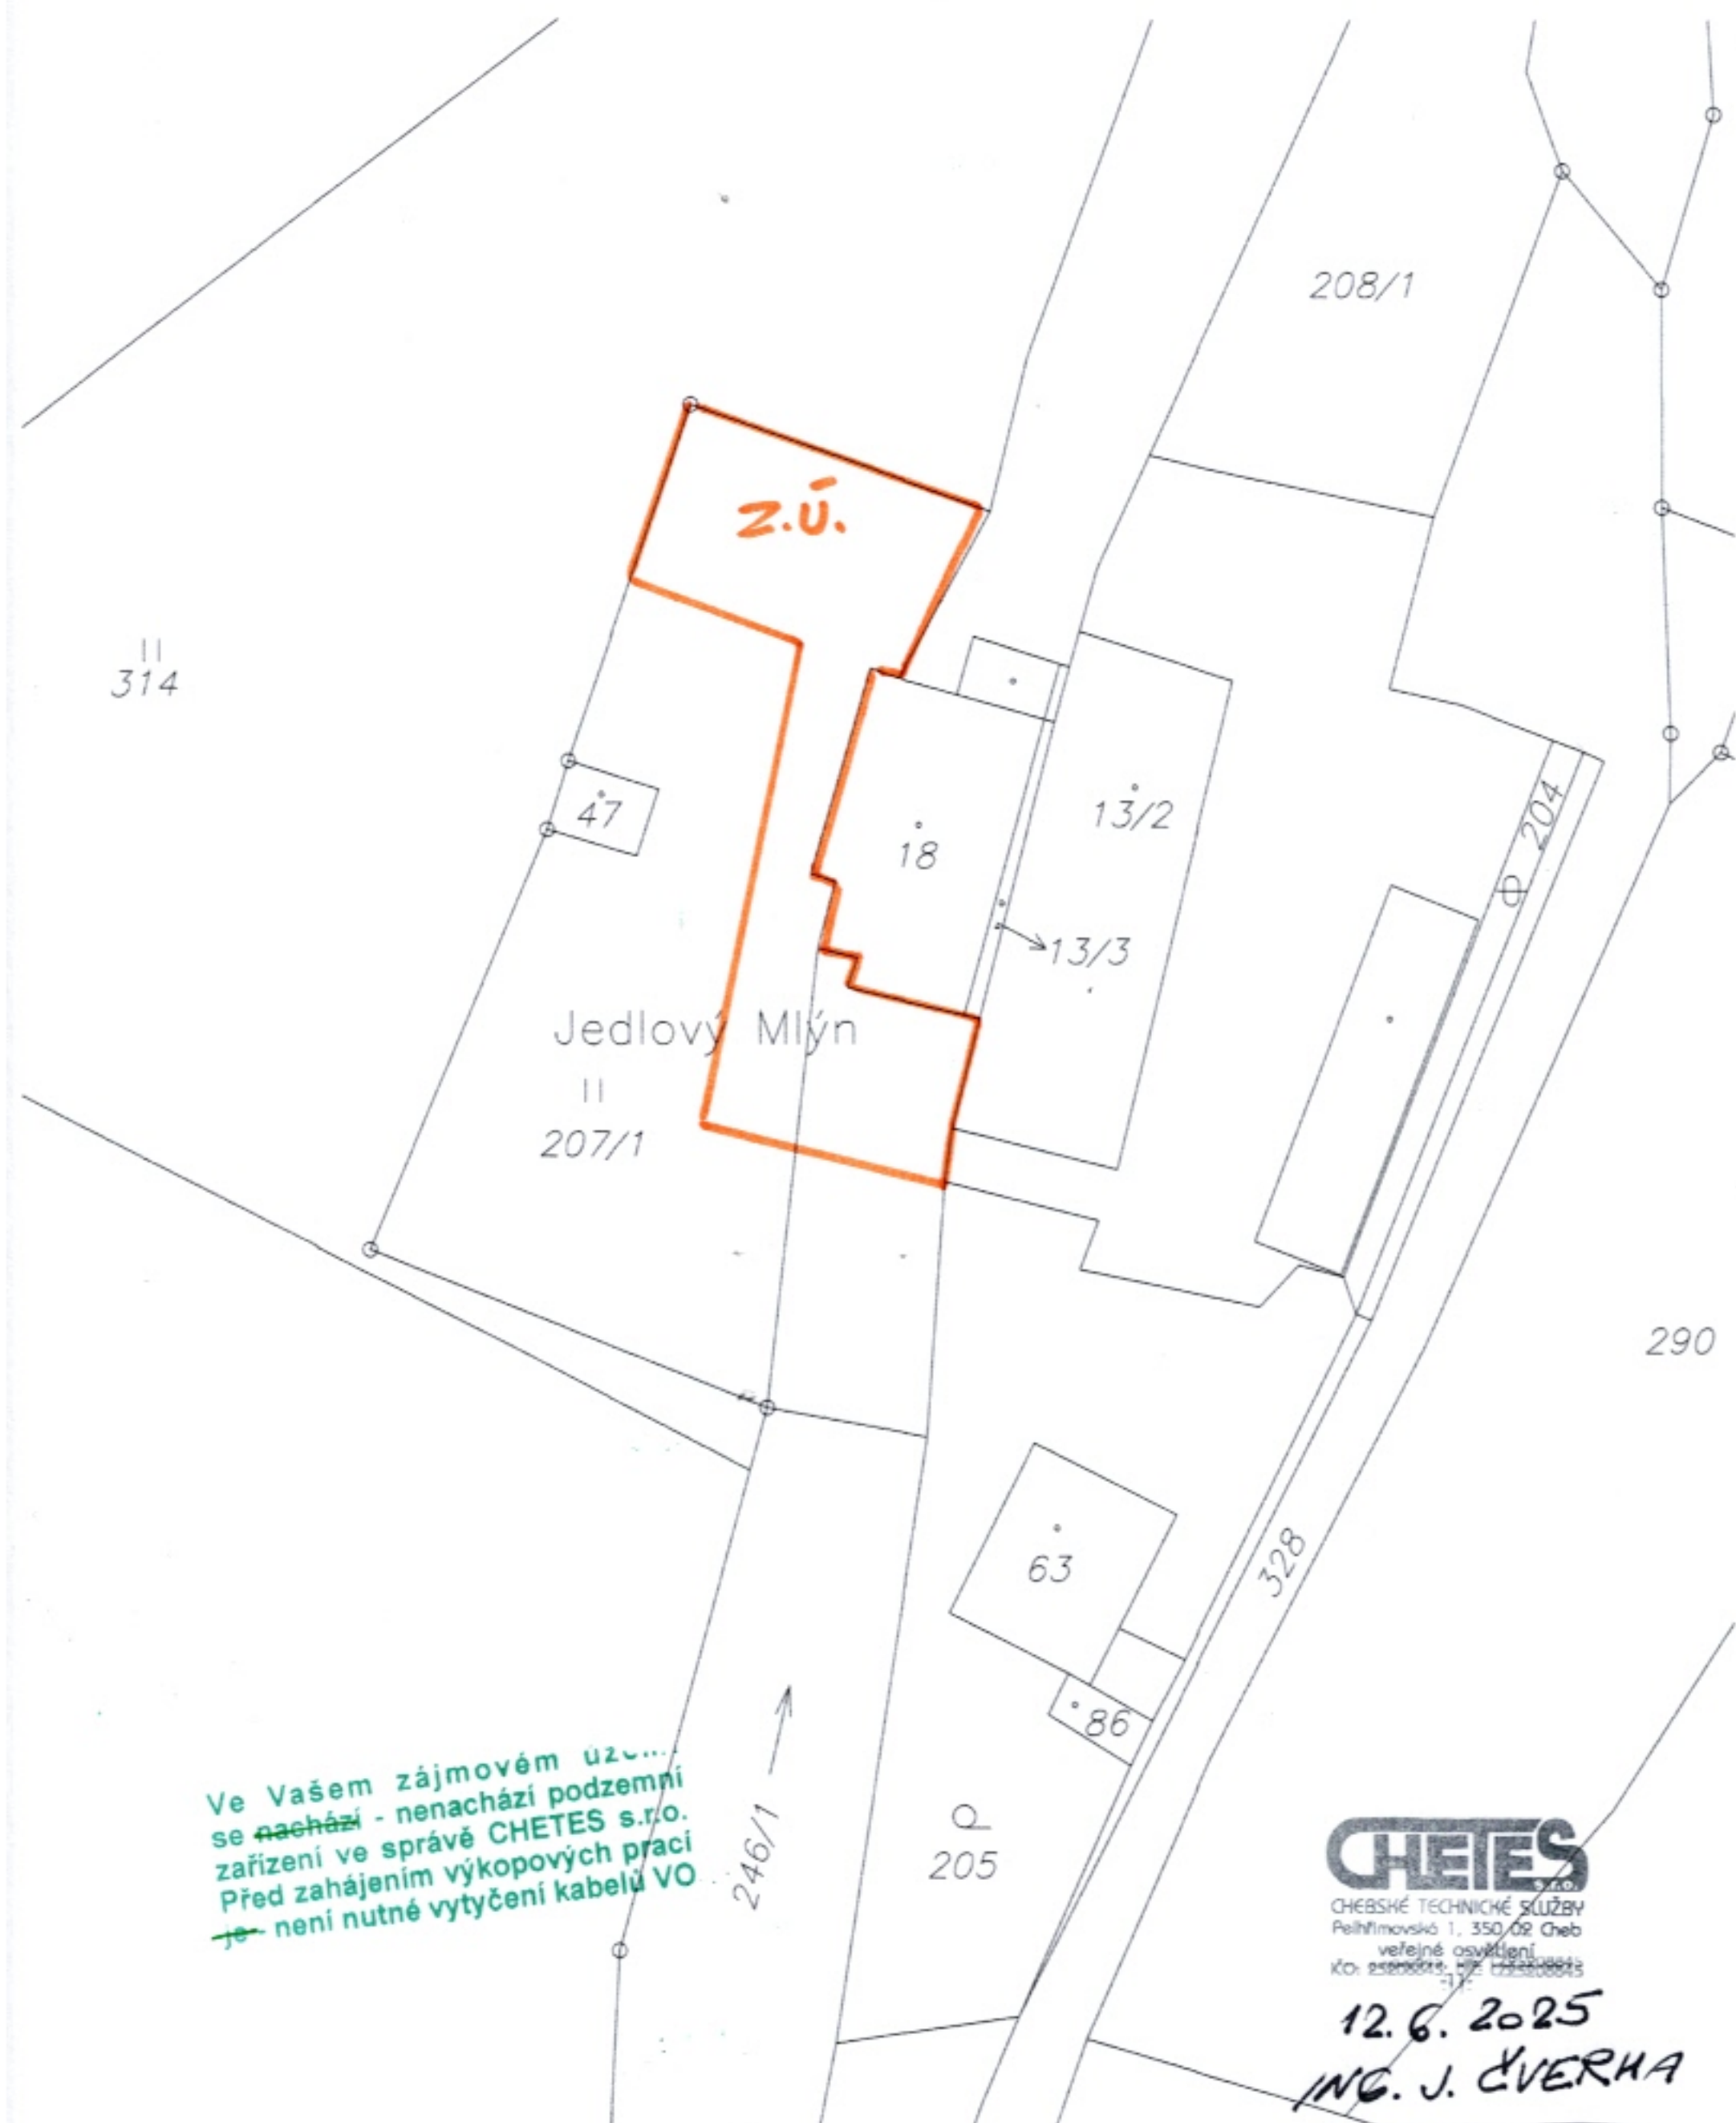 208/1
Z.Ú.
314
47
18
13/2
204
13/3
Jedlový Mlýn
207/1
290
63
328
86
246/1
205
Ve Vašem zájmovém
se nachází - nenachází podzemní
zařízení ve správě CHETES s.r.o.
Před zahájením výkopových prací
je - není nutné vytyčení kabelů VO
CHETES
s.r.o.
CHEBSKÉ TECHNICKÉ SLUŽBY
Pelhřimovská 1, 350 02 Cheb
veřejné osvětlení
-11-
12. 6. 2025
ING. J. ČVERHA